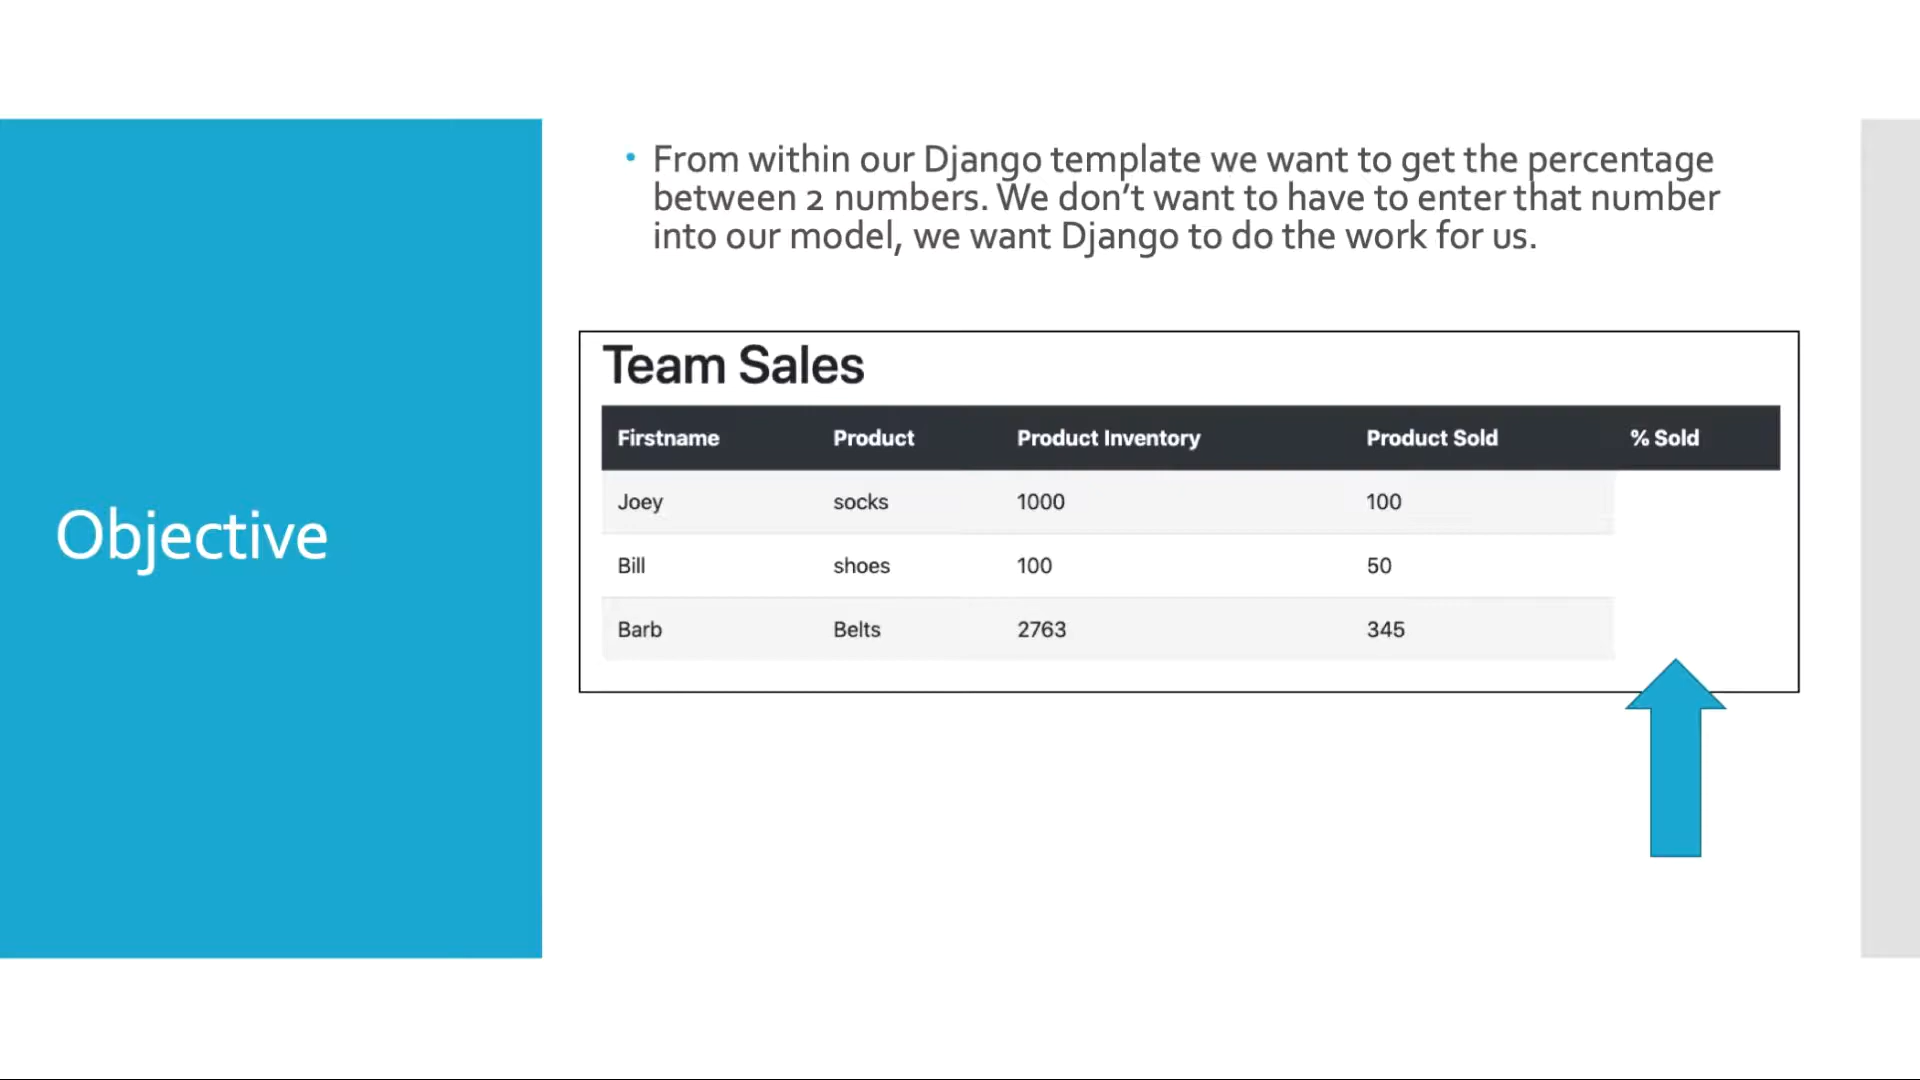 Objective
• From within our Django template we want to get the percentage
between 2 numbers. We don’t want to have to enter that number
into our model, we want Django to do the work for us.
Team Sales
Firstname Product Product Inventory Product Sold % Sold
Joey socks 1000 100
Bill shoes 100 50
Barb Belts 2763 345